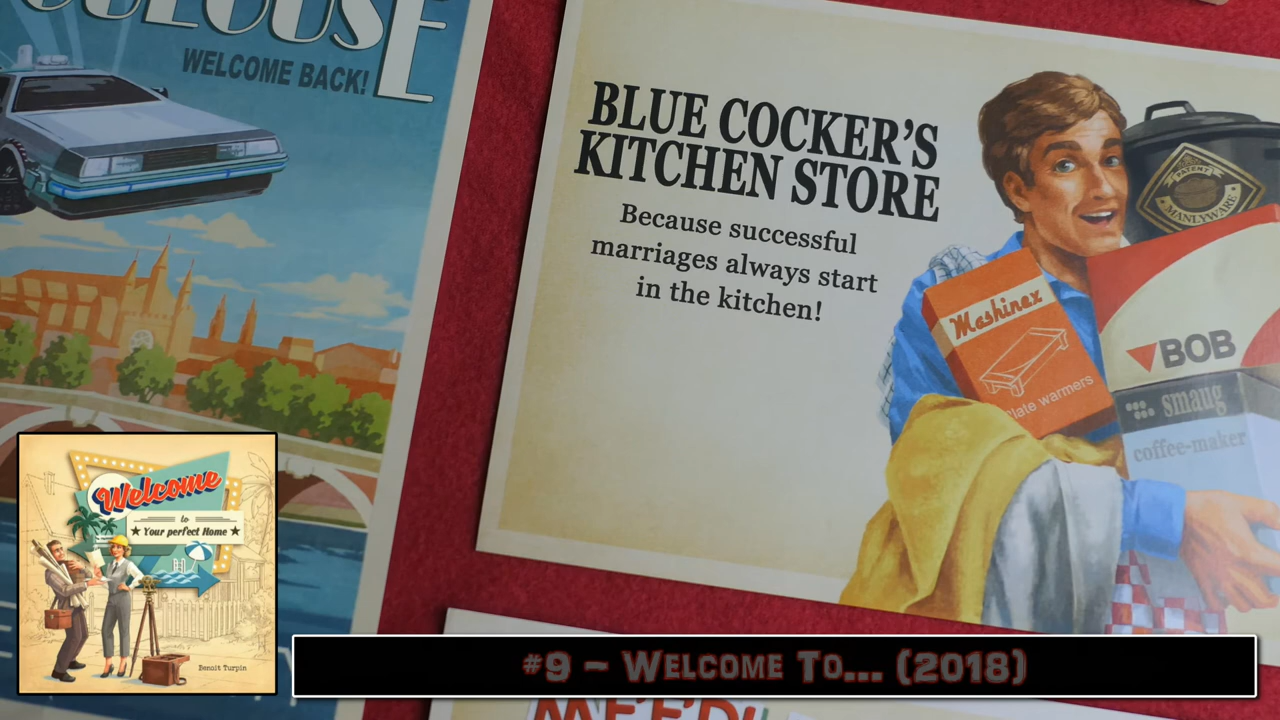 WELCOME BACK!
BLUE COCKER'S
KITCHEN STORE
Because successful
marriages always start
in the kitchen!
PATENT
MANLYWARE
Mashinex
BOB
smaug
coffee-maker
warmers
Welcome
to
Your perfect Home
Benoit Turpin
#9 – Welcome To... (2018)